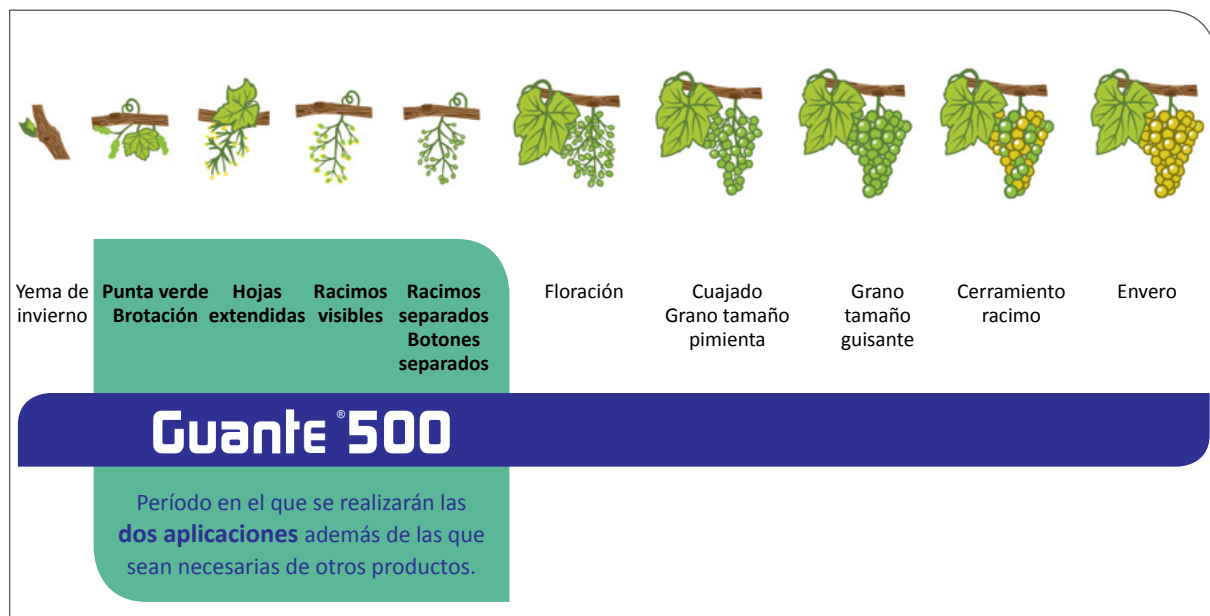 Yema de
invierno
Punta verde
Brotación
Hojas
extendidas
Racimos
visibles
Racimos
separados
Botones
separados
Floración
Cuajado
Grano tamaño
pimienta
Grano
tamaño
guisante
Cerramiento
racimo
Envero
Guante® 500
Período en el que se realizarán las
dos aplicaciones además de las que
sean necesarias de otros productos.